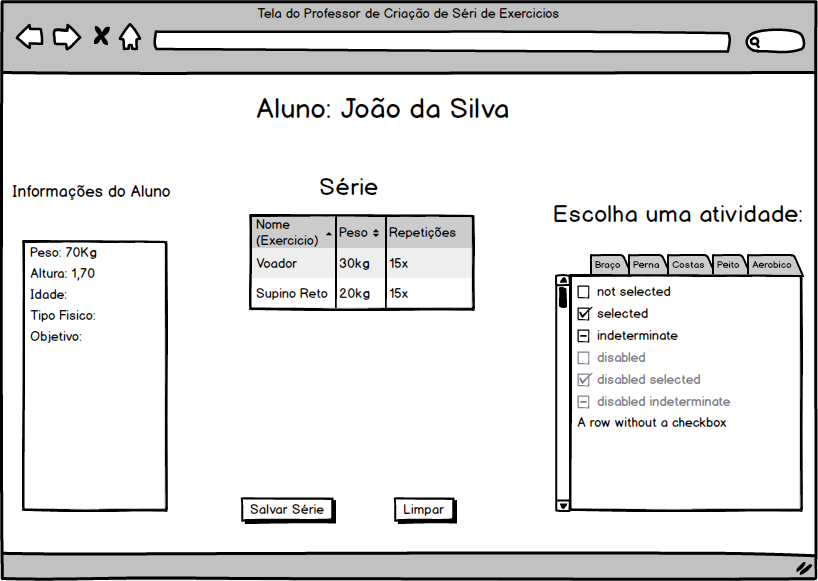 Tela do Professor de Criação de Séri de Exercicios
Aluno: João da Silva
Informações do Aluno
Peso: 70Kg
Altura: 1,70
Idade:
Tipo Fisico:
Objetivo:
Série
Nome
(Exercicio) Peso Repetições
Voador 30kg 15x
Supino Reto 20kg 15x
Salvar Série Limpar
Escolha uma atividade:
Braço Perna Costas Peito Aerobico
not selected
selected
indeterminate
disabled
disabled selected
disabled indeterminate
A row without a checkbox